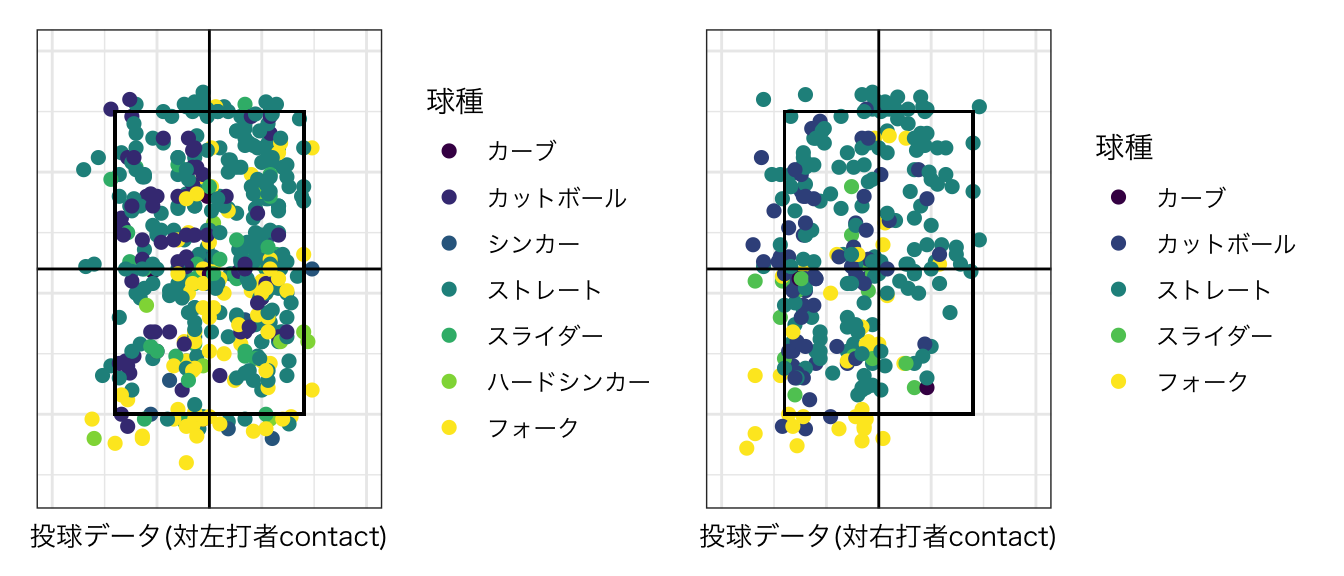 球種
カーブ
カットボール
シンカー
ストレート
スライダー
ハードシンカー
フォーク
投球データ(対左打者contact)
球種
カーブ
カットボール
ストレート
スライダー
フォーク
投球データ(対右打者contact)